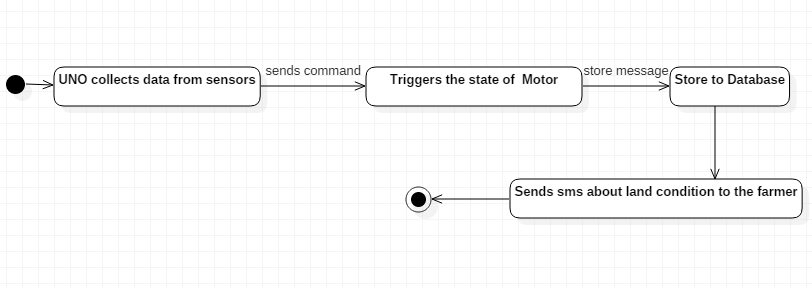 UNO collects data from sensors
sends command
Triggers the state of  Motor
store message
Store to Database
Sends sms about land condition to the farmer